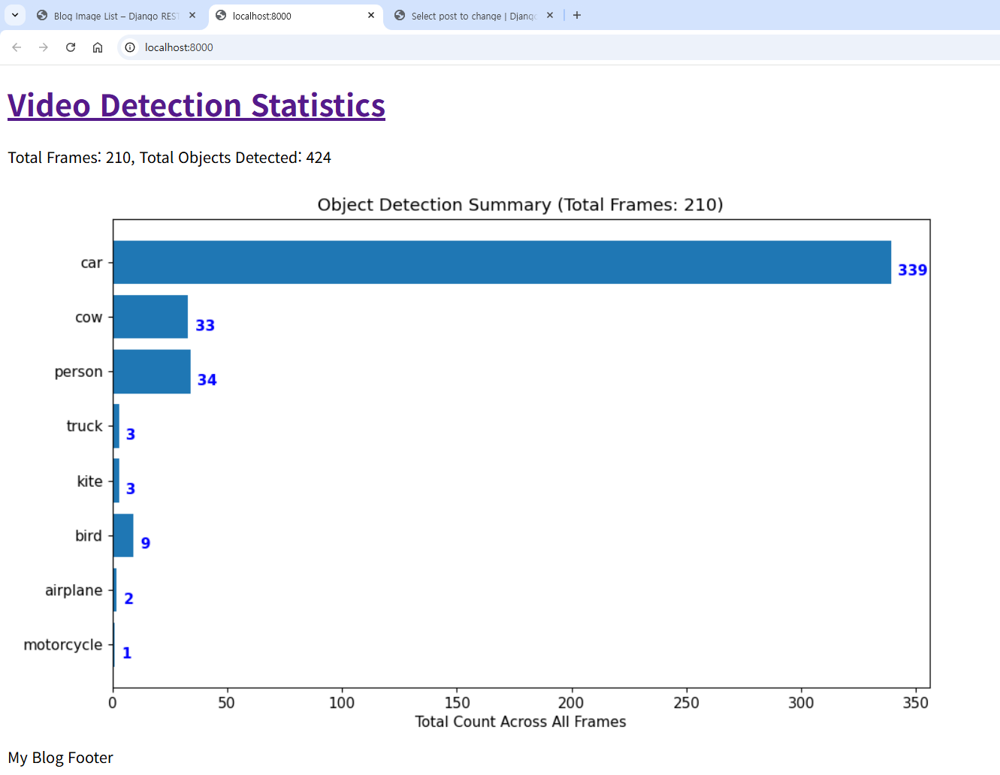 Blog Image List – Django REST
localhost:8000
Select post to change | Django
localhost:8000
Video Detection Statistics
Total Frames: 210, Total Objects Detected: 424
Object Detection Summary (Total Frames: 210)
car 339
cow 33
person 34
truck 3
kite 3
bird 9
airplane 2
motorcycle 1
0 50 100 150 200 250 300 350
Total Count Across All Frames
My Blog Footer